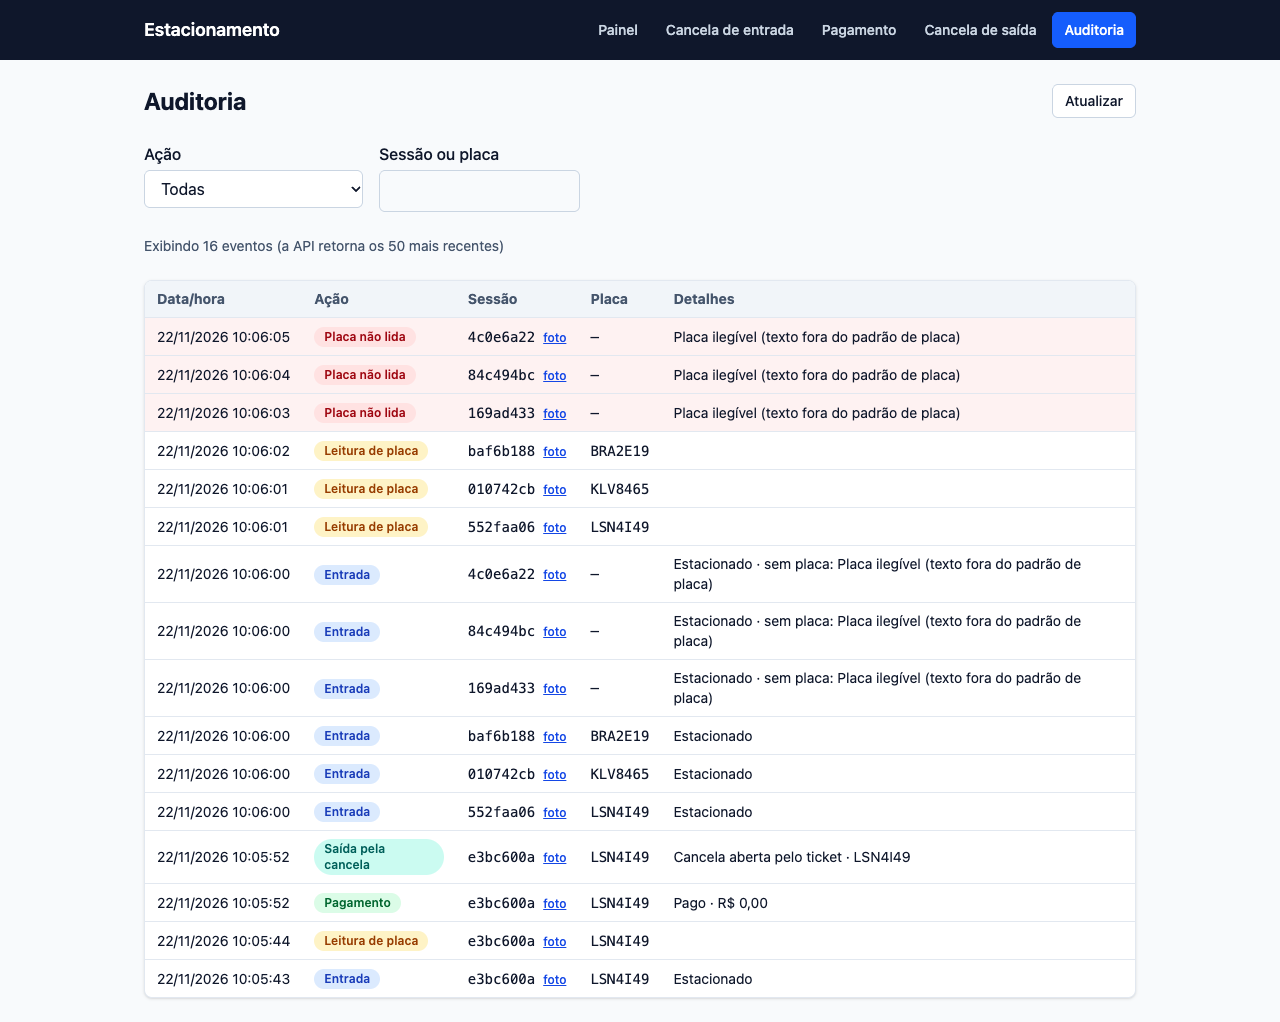 Estacionamento Painel Cancela de entrada Pagamento Cancela de saída Auditoria
Auditoria Atualizar
Ação Sessão ou placa
Todas
Exibindo 16 eventos (a API retorna os 50 mais recentes)
Data/hora Ação Sessão Placa Detalhes
22/11/2026 10:06:05 Placa não lida 4c0e6a22 foto — Placa ilegível (texto fora do padrão de placa)
22/11/2026 10:06:04 Placa não lida 84c494bc foto — Placa ilegível (texto fora do padrão de placa)
22/11/2026 10:06:03 Placa não lida 169ad433 foto — Placa ilegível (texto fora do padrão de placa)
22/11/2026 10:06:02 Leitura de placa baf6b188 foto BRA2E19
22/11/2026 10:06:01 Leitura de placa 010742cb foto KLV8465
22/11/2026 10:06:01 Leitura de placa 552faa06 foto LSN4I49
22/11/2026 10:06:00 Entrada 4c0e6a22 foto — Estacionado · sem placa: Placa ilegível (texto fora do padrão de
placa)
22/11/2026 10:06:00 Entrada 84c494bc foto — Estacionado · sem placa: Placa ilegível (texto fora do padrão de
placa)
22/11/2026 10:06:00 Entrada 169ad433 foto — Estacionado · sem placa: Placa ilegível (texto fora do padrão de
placa)
22/11/2026 10:06:00 Entrada baf6b188 foto BRA2E19 Estacionado
22/11/2026 10:06:00 Entrada 010742cb foto KLV8465 Estacionado
22/11/2026 10:06:00 Entrada 552faa06 foto LSN4I49 Estacionado
22/11/2026 10:05:52 Saída pela
cancela e3bc600a foto LSN4I49 Cancela aberta pelo ticket · LSN4I49
22/11/2026 10:05:52 Pagamento e3bc600a foto LSN4I49 Pago · R$ 0,00
22/11/2026 10:05:44 Leitura de placa e3bc600a foto LSN4I49
22/11/2026 10:05:43 Entrada e3bc600a foto LSN4I49 Estacionado